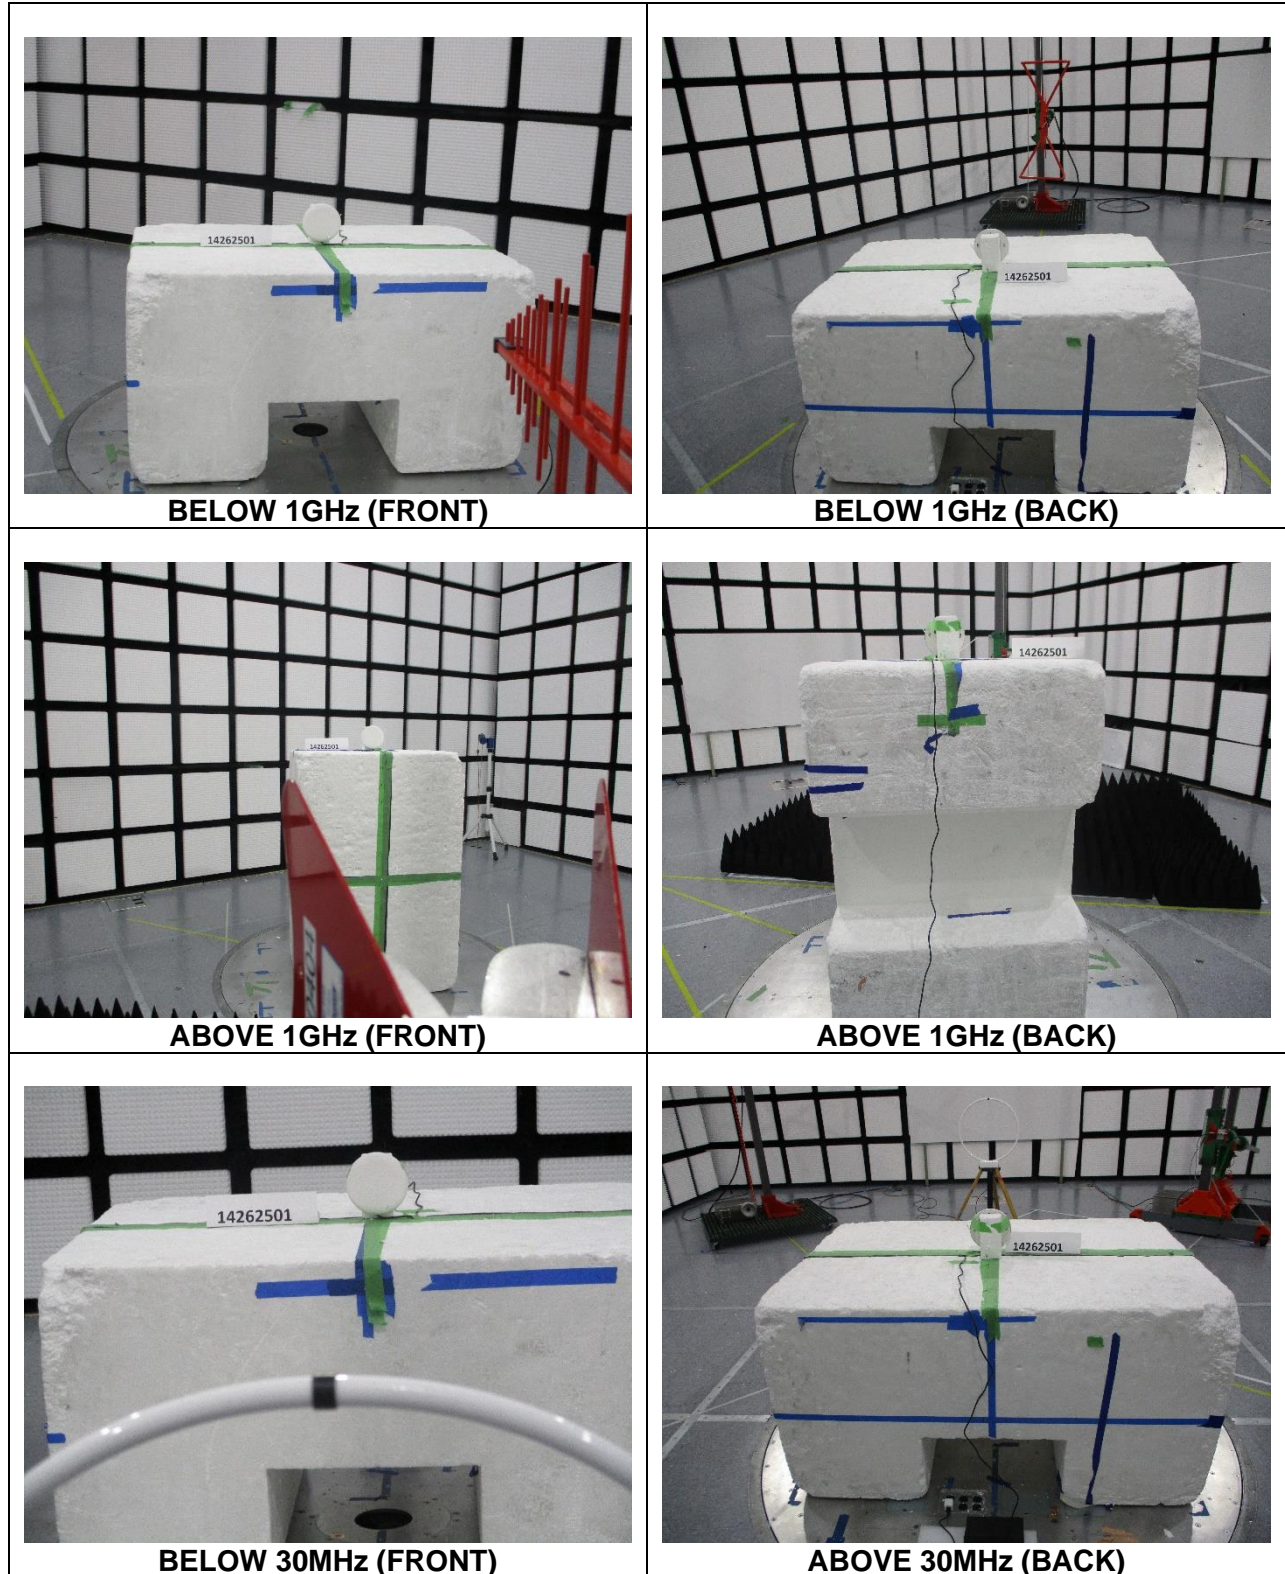 14262501
14262501
BELOW 1GHz (FRONT)
BELOW 1GHz (BACK)
14262501
14262501
F
ABOVE 1GHz (FRONT)
ABOVE 1GHz (BACK)
14262501
14262501
BELOW 30MHz (FRONT)
ABOVE 30MHz (BACK)